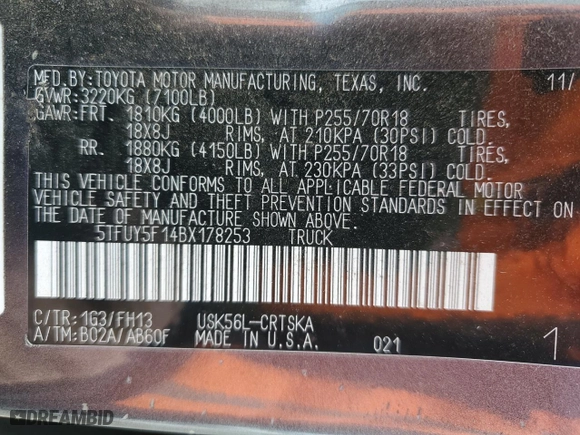 MFD.BY:TOYOTA MOTOR MANUFACTURING, TEXAS, INC. 11/
GVWR:3220KG (7100LB)
GAWR:FRT. 1810KG (4000LB) WITH P255/70R18 TIRES,
18X8J RIMS, AT 210KPA (30PSI) COLD.
RR. 1880KG (4150LB) WITH P255/70R18 TIRES,
18X8J RIMS, AT 230KPA (33PSI) COLD.
THIS VEHICLE CONFORMS TO ALL APPLICABLE FEDERAL MOTOR
VEHICLE SAFETY AND THEFT PREVENTION STANDARDS IN EFFECT ON
THE DATE OF MANUFACTURE SHOWN ABOVE.
5TFUY5F14BX178253 TRUCK
C/TR:1G3/FH13 USK56L-CRTSKA
A/TM:B02A/AB60F MADE IN U.S.A. 021 1
DREAMBID